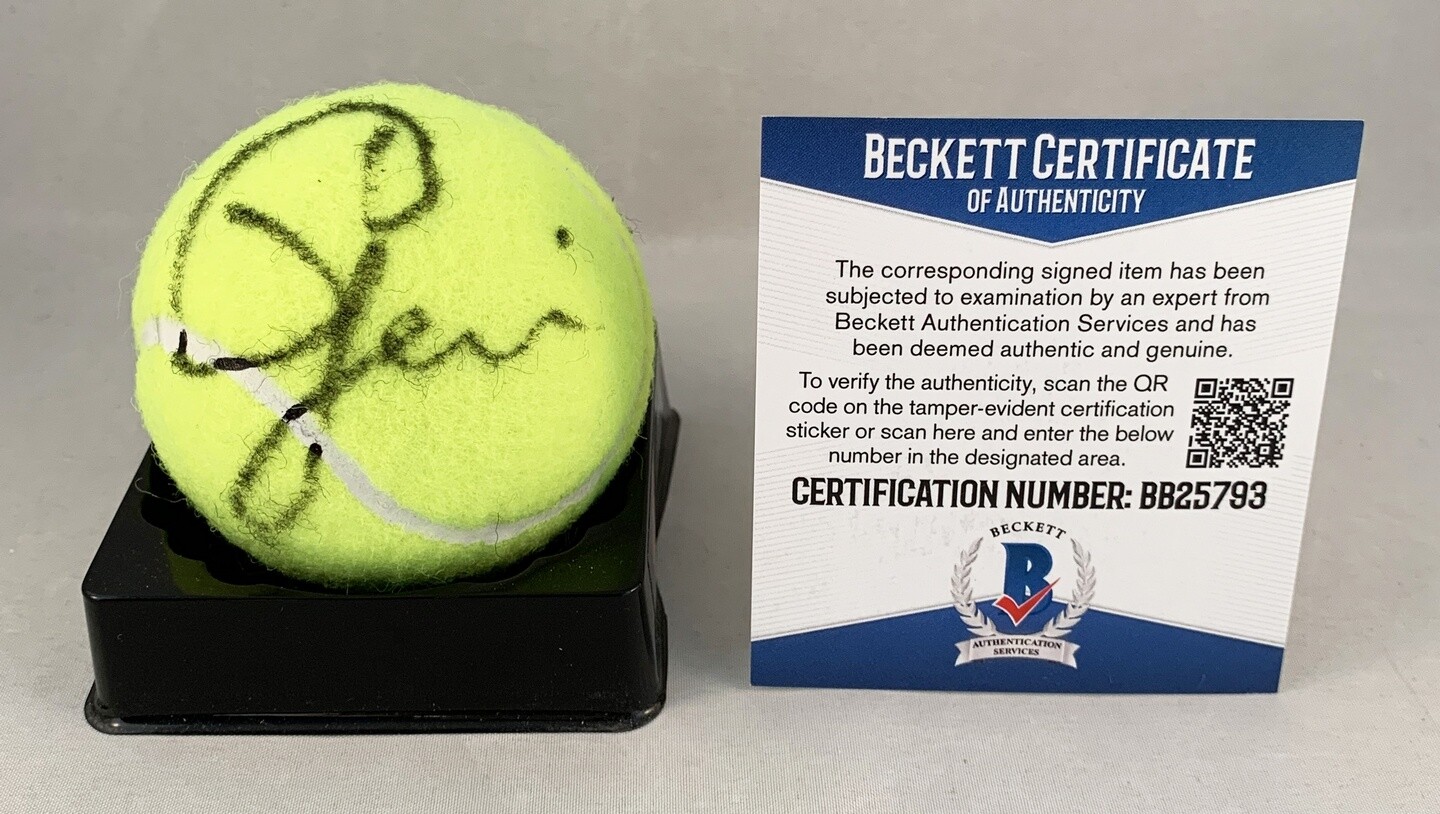 BECKETT CERTIFICATE
OF AUTHENTICITY
The corresponding signed item has been
subjected to examination by an expert from
Beckett Authentication Services and has
been deemed authentic and genuine.
To verify the authenticity, scan the QR
code on the tamper-evident certification
sticker or scan here and enter the below
number in the designated area.
CERTIFICATION NUMBER: BB25793
BECKETT
B
AUTHENTICATION
SERVICES